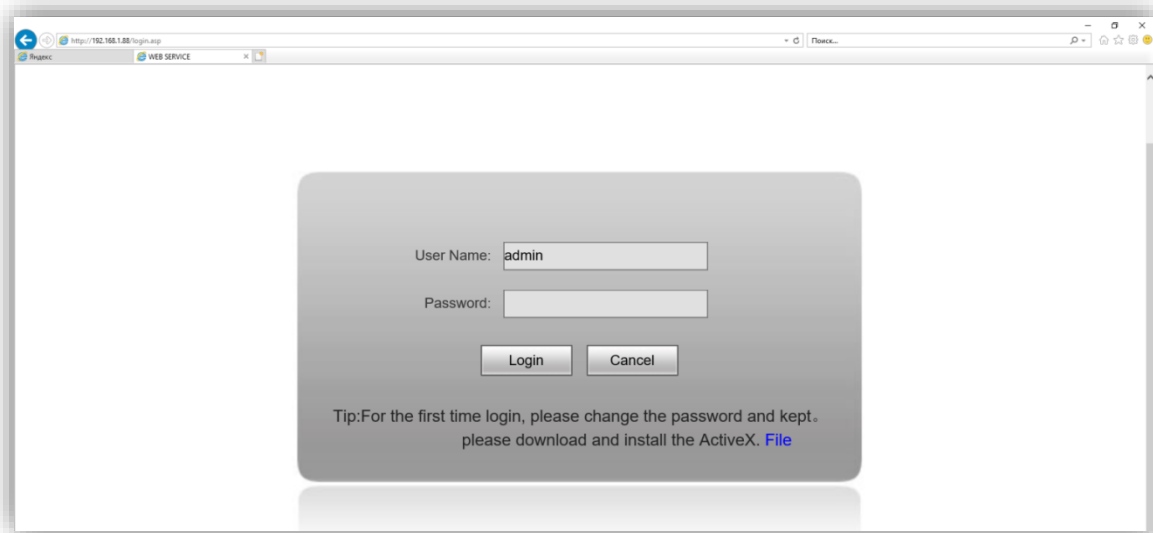 http://192.168.1.88/login.asp
Поиск...
Яндекс
WEB SERVICE
User Name:
admin
Password:
Login
Cancel
Tip:For the first time login, please change the password and kept。
please download and install the ActiveX. File